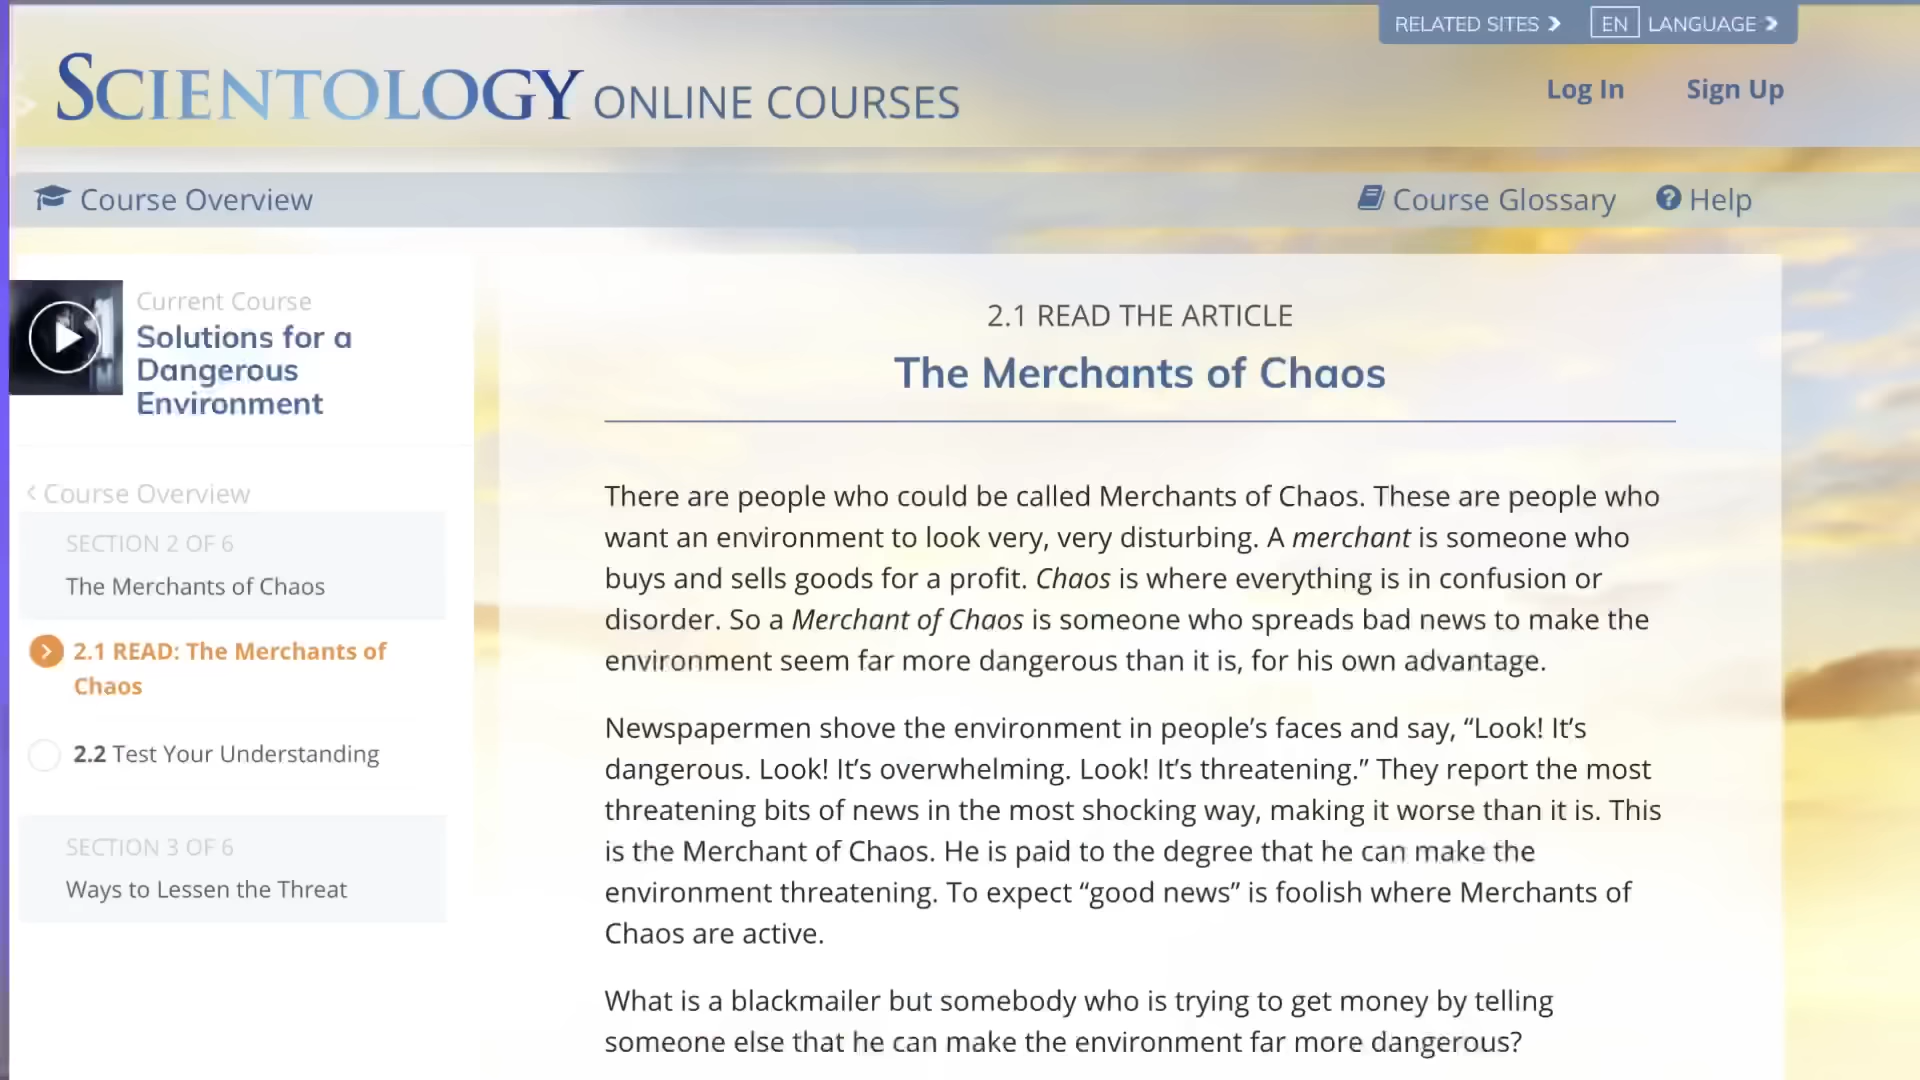 RELATED SITES
EN LANGUAGE
SCIENTOLOGY ONLINE COURSES
Log In
Sign Up
Course Overview
Course Glossary
Help
Current Course
Solutions for a
Dangerous
Environment
Course Overview
SECTION 2 OF 6
The Merchants of Chaos
2.1 READ: The Merchants of
Chaos
2.2 Test Your Understanding
SECTION 3 OF 6
Ways to Lessen the Threat
2.1 READ THE ARTICLE
The Merchants of Chaos
There are people who could be called Merchants of Chaos. These are people who
want an environment to look very, very disturbing. A merchant is someone who
buys and sells goods for a profit. Chaos is where everything is in confusion or
disorder. So a Merchant of Chaos is someone who spreads bad news to make the
environment seem far more dangerous than it is, for his own advantage.
Newspapermen shove the environment in people’s faces and say, “Look! It’s
dangerous. Look! It’s overwhelming. Look! It’s threatening.” They report the most
threatening bits of news in the most shocking way, making it worse than it is. This
is the Merchant of Chaos. He is paid to the degree that he can make the
environment threatening. To expect “good news” is foolish where Merchants of
Chaos are active.
What is a blackmailer but somebody who is trying to get money by telling
someone else that he can make the environment far more dangerous?